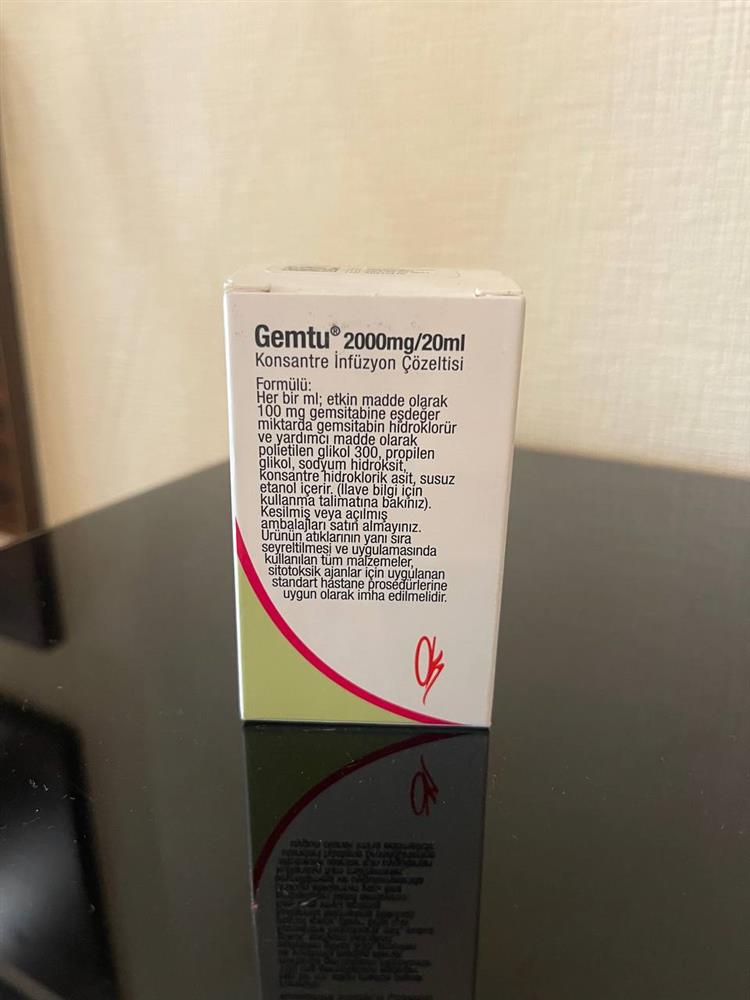 Gemtu® 2000mg/20ml
Konsantre İnfüzyon Çözeltisi
Formülü:
Her bir ml; etkin madde olarak
100 mg gemsitabine eşdeğer
miktarda gemsitabin hidroklorür
ve yardımcı madde olarak
polietilen glikol 300, propilen
glikol, sodyum hidroksit,
konsantre hidroklorik asit, susuz
etanol içerir. (İlave bilgi için
kullanma talimatına bakınız).
Kesilmiş veya açılmış
ambalajları satın almayınız.
Ürünün atıklarının yanı sıra
seyreltilmesi ve uygulamasında
kullanılan tüm malzemeler,
sitotoksik ajanlar için uygulanan
standart hastane prosedürlerine
uygun olarak imha edilmelidir.